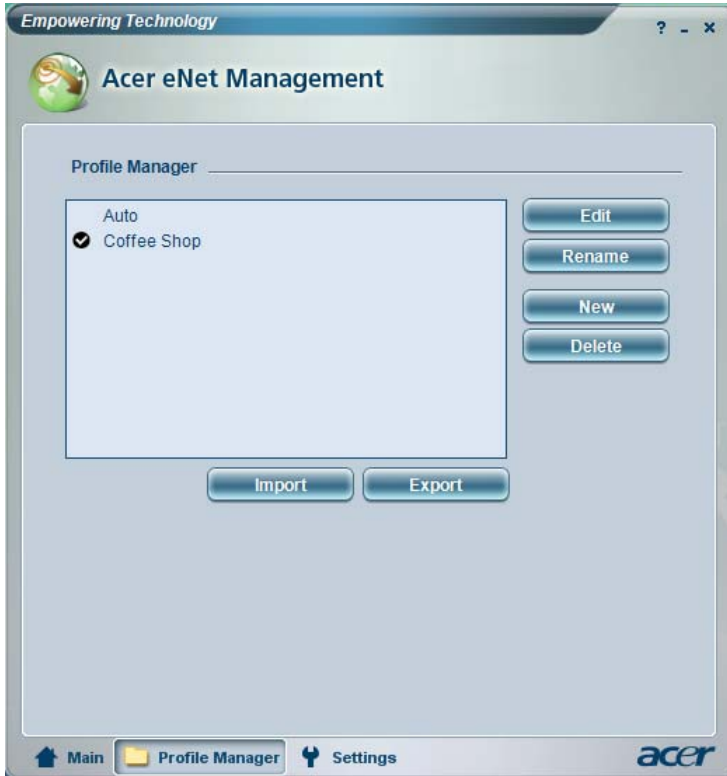 Empowering Technology
? - x
Acer eNet Management
Profile Manager
Auto
Coffee Shop
Edit
Rename
New
Delete
Import Export
Main Profile Manager Settings acer